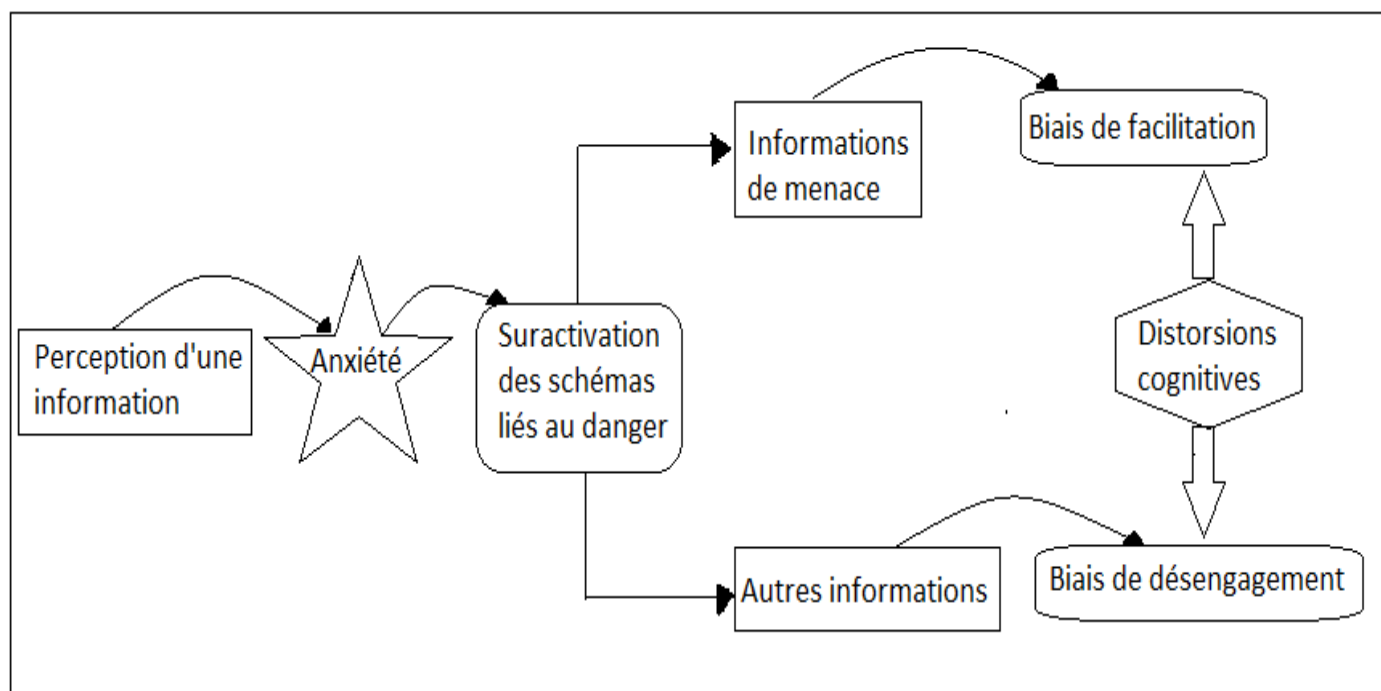 Perception d'une
information
Anxiété
Suractivation
des schémas
liés au danger
Informations
de menace
Biais de facilitation
Distorsions
cognitives
Autres informations
Biais de désengagement